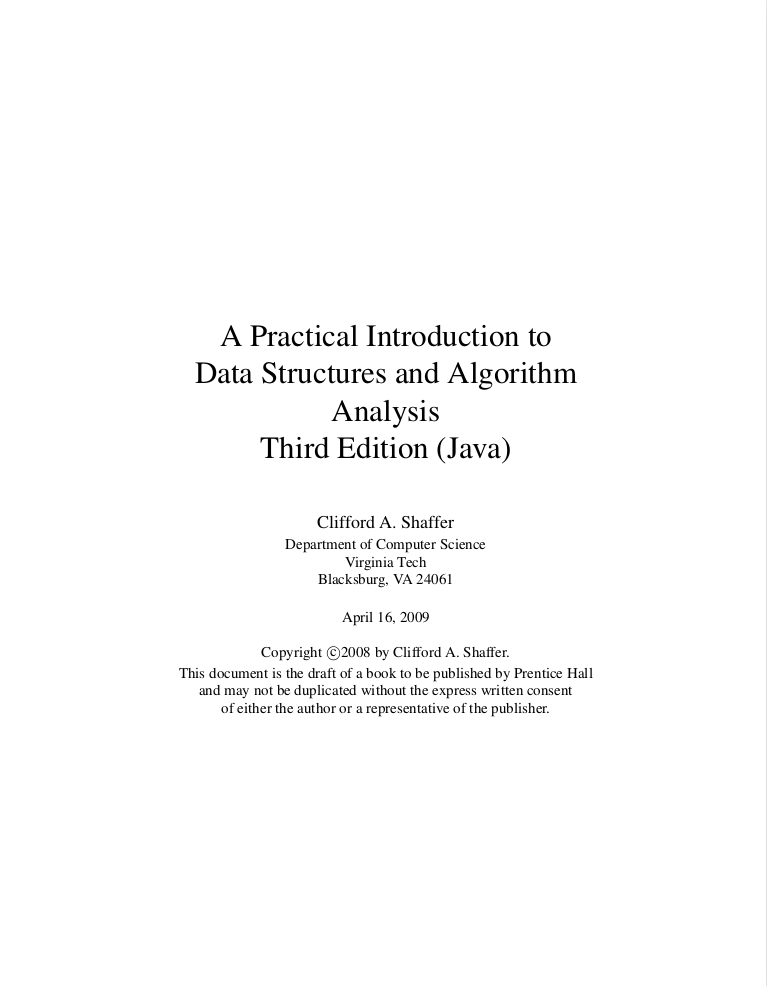 A Practical Introduction to
Data Structures and Algorithm
Analysis
Third Edition (Java)
Clifford A. Shaffer
Department of Computer Science
Virginia Tech
Blacksburg, VA 24061
April 16, 2009
Copyright ©2008 by Clifford A. Shaffer.
This document is the draft of a book to be published by Prentice Hall
and may not be duplicated without the express written consent
of either the author or a representative of the publisher.